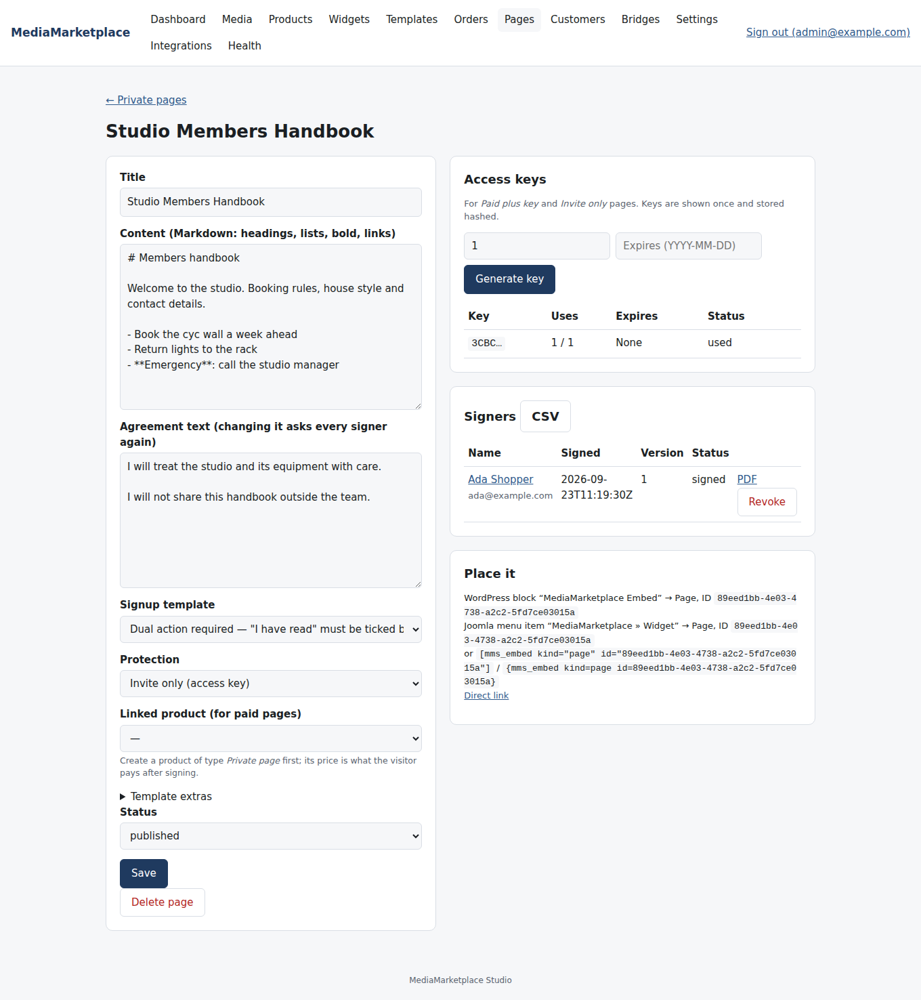 MediaMarketplace
Dashboard Media Products Widgets Templates Orders Pages Customers Bridges Settings
Integrations Health
Sign out (admin@example.com)
← Private pages
Studio Members Handbook
Title
Studio Members Handbook
Content (Markdown: headings, lists, bold, links)
# Members handbook
Welcome to the studio. Booking rules, house style and
contact details.
- Book the cyc wall a week ahead
- Return lights to the rack
- **Emergency**: call the studio manager
Agreement text (changing it asks every signer
again)
I will treat the studio and its equipment with care.
I will not share this handbook outside the team.
Signup template
Dual action required — "I have read" must be ticked b
Protection
Invite only (access key)
Linked product (for paid pages)
—
Create a product of type Private page first; its price is what the visitor
pays after signing.
Template extras
Status
published
Save
Delete page
Access keys
For Paid plus key and Invite only pages. Keys are shown once and stored
hashed.
1 Expires (YYYY-MM-DD)
Generate key
Key Uses Expires Status
3CBC… 1 / 1 None used
Signers CSV
Name Signed Version Status
Ada Shopper 2026-09- 1 signed PDF
ada@example.com 23T11:19:30Z
Revoke
Place it
WordPress block “MediaMarketplace Embed” → Page, ID 89eed1bb-4e03-4
738-a2c2-5fd7ce03015a
Joomla menu item “MediaMarketplace » Widget” → Page, ID 89eed1bb-4e0
3-4738-a2c2-5fd7ce03015a
or [mms_embed kind="page" id="89eed1bb-4e03-4738-a2c2-5fd7ce030
15a"] / {mms_embed kind=page id=89eed1bb-4e03-4738-a2c2-5fd7ce0
3015a}
Direct link
MediaMarketplace Studio